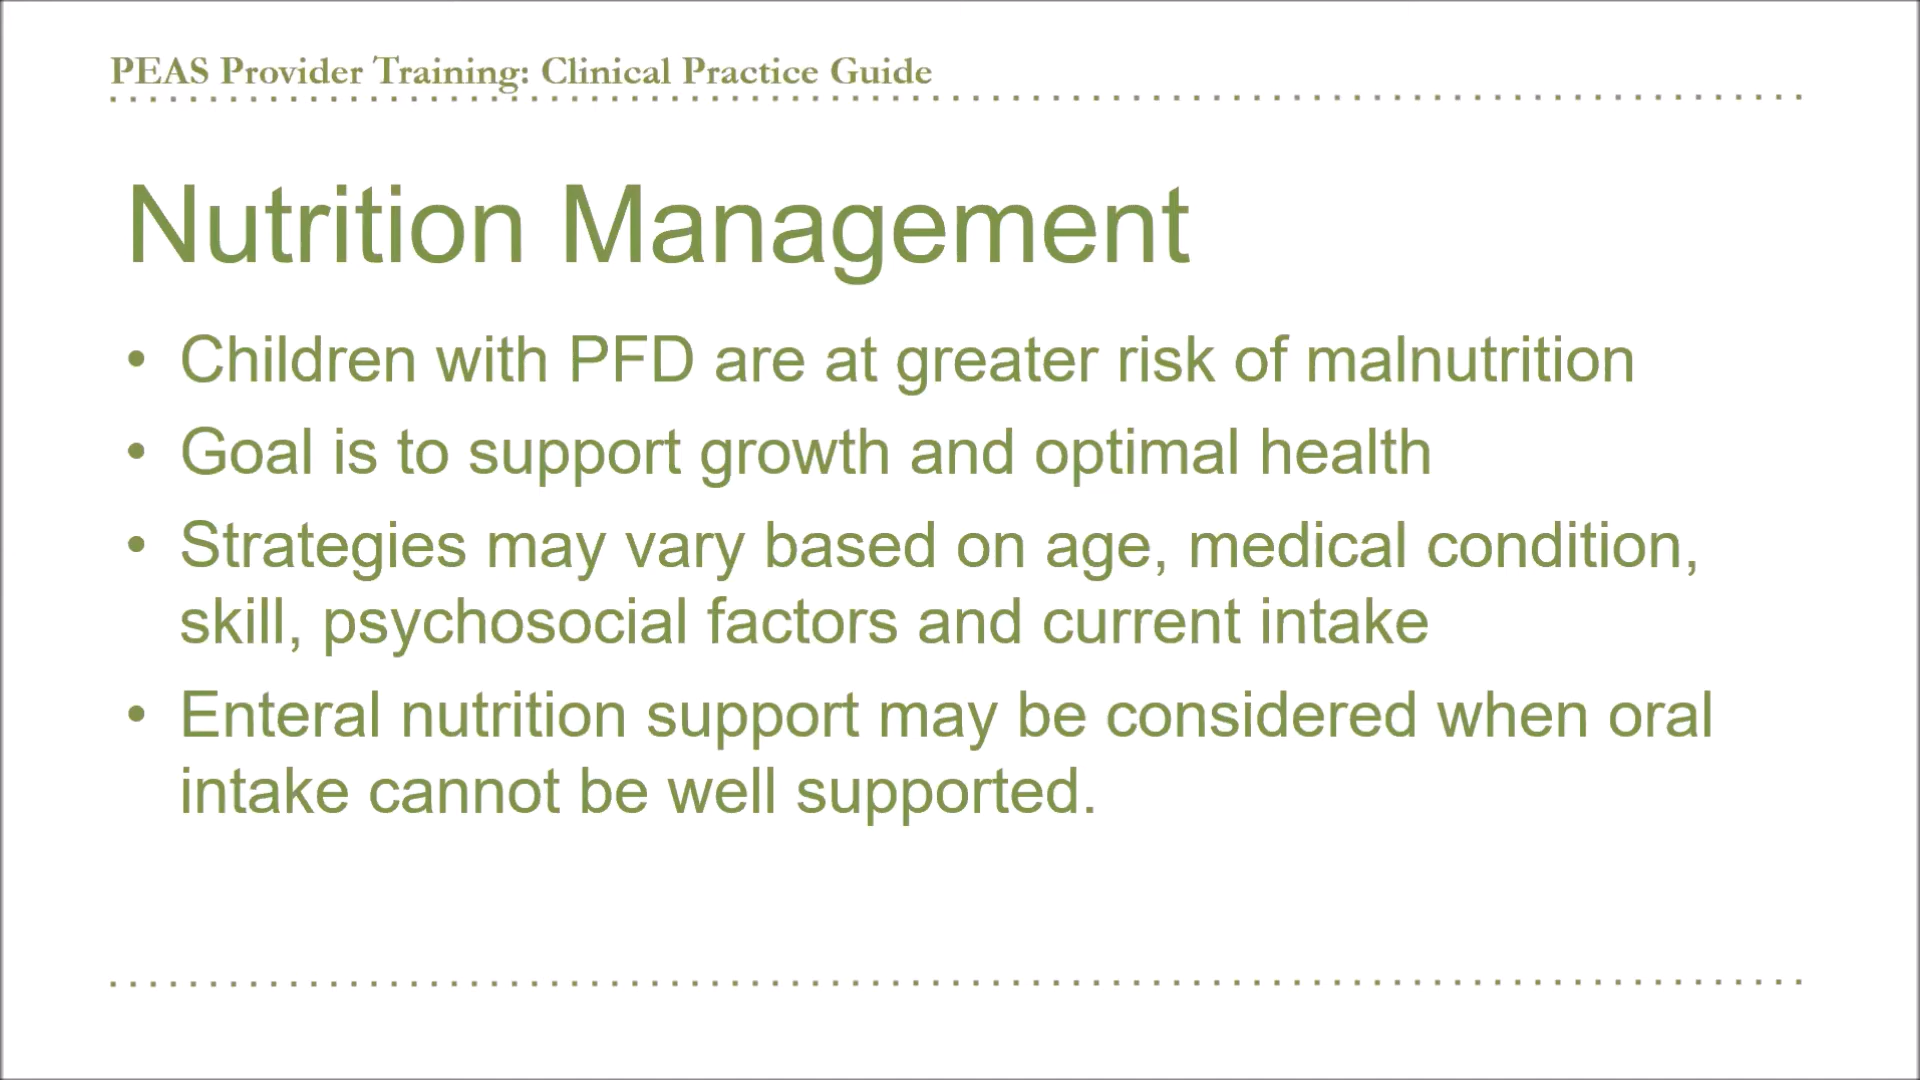 PEAS Provider Training: Clinical Practice Guide
Nutrition Management
• Children with PFD are at greater risk of malnutrition
• Goal is to support growth and optimal health
• Strategies may vary based on age, medical condition,
skill, psychosocial factors and current intake
• Enteral nutrition support may be considered when oral
intake cannot be well supported.